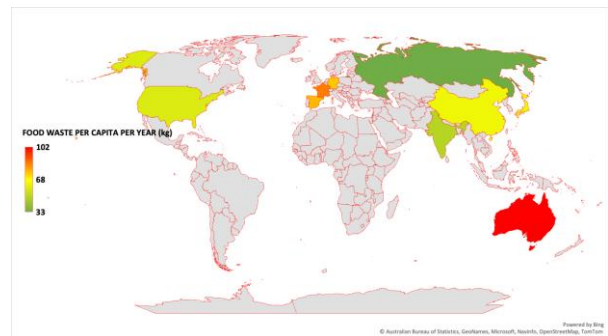 FOOD WASTE PER CAPITA PER YEAR (kg)
102
68
33
Powered by Bing
© Australian Bureau of Statistics, GeoNames, Microsoft, Navinfo, OpenStreetMap, TomTom